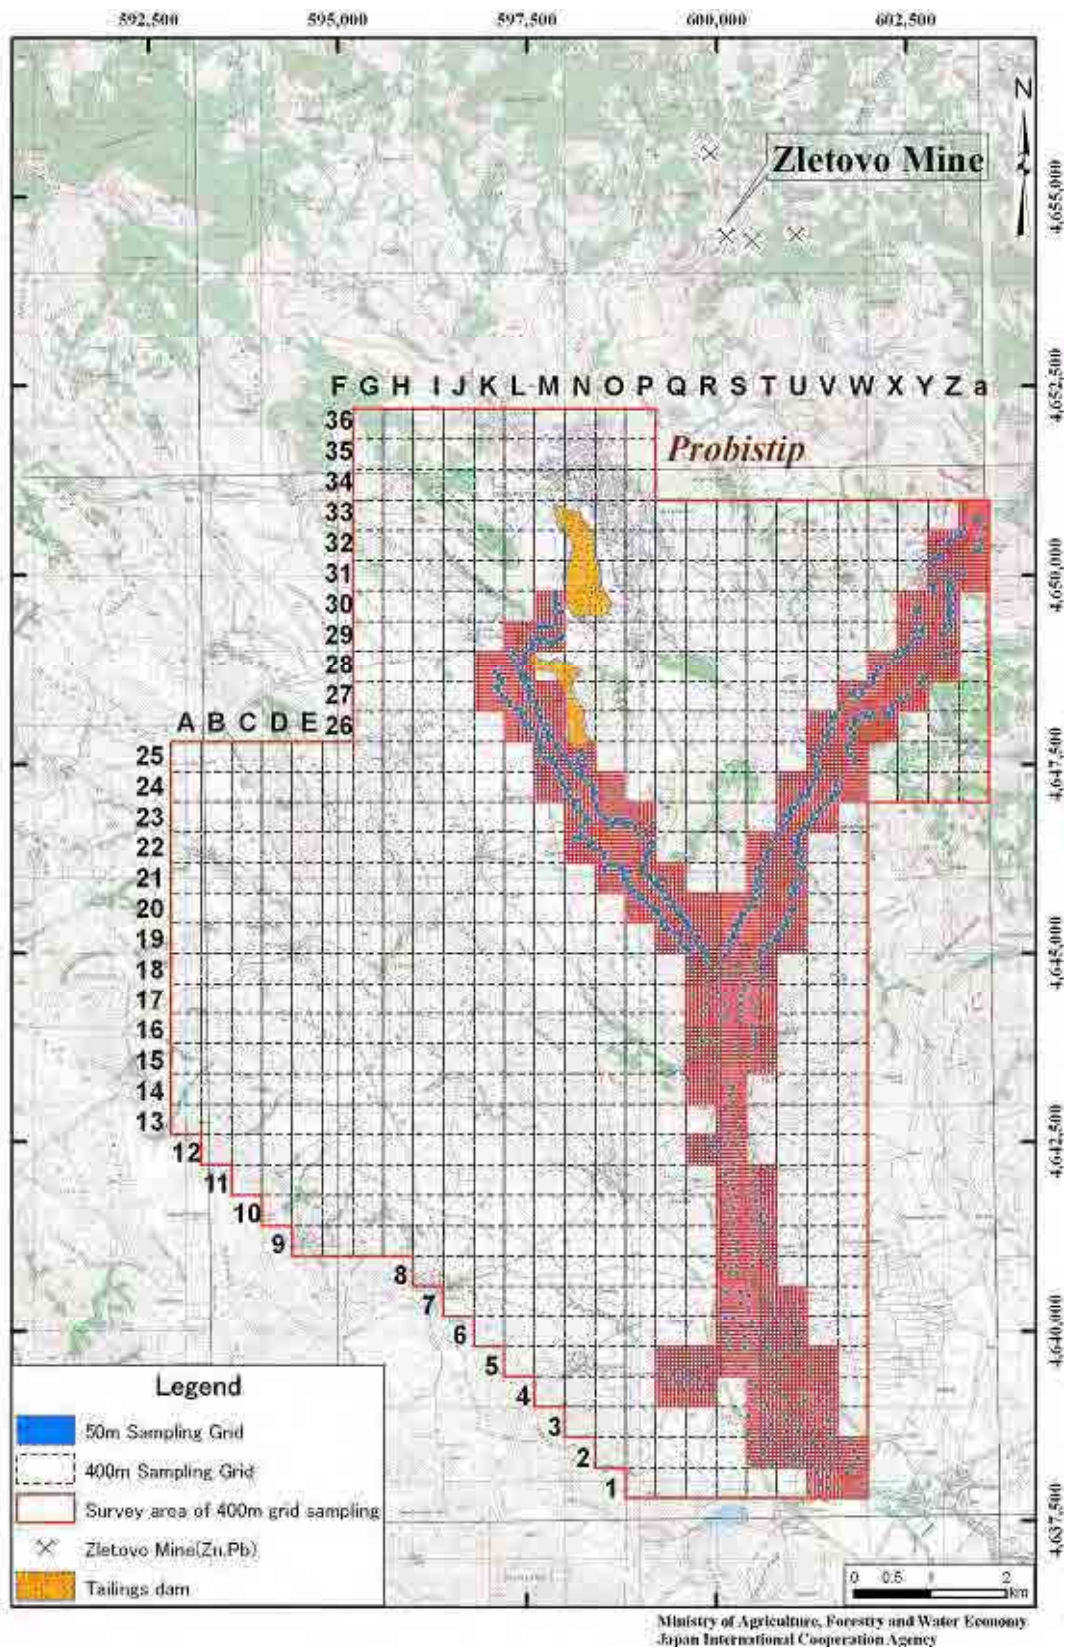 592,500 595,000 597,500 600,000 602,500
N
Zletovo Mine
4,655,000
4,652,500
F G H I J K L M N O P Q R S T U V W X Y Z a
36
Probistip
35
34
33
32
31
4,650,000
30
29
28
27
A B C D E 26
25
4,647,500
24
23
22
21
20
19
4,645,000
18
17
16
15
14
13
4,642,500
12
11
10
9
8
7
4,640,000
6
5
4
3
2
1
4,637,500
Legend
50m Sampling Grid
400m Sampling Grid
Survey area of 400m grid sampling
Zletovo Mine(Zn,Pb)
Tailings dam
0 0.5 1 2
km
Ministry of Agriculture, Forestry and Water Economy
Japan International Cooperation Agency